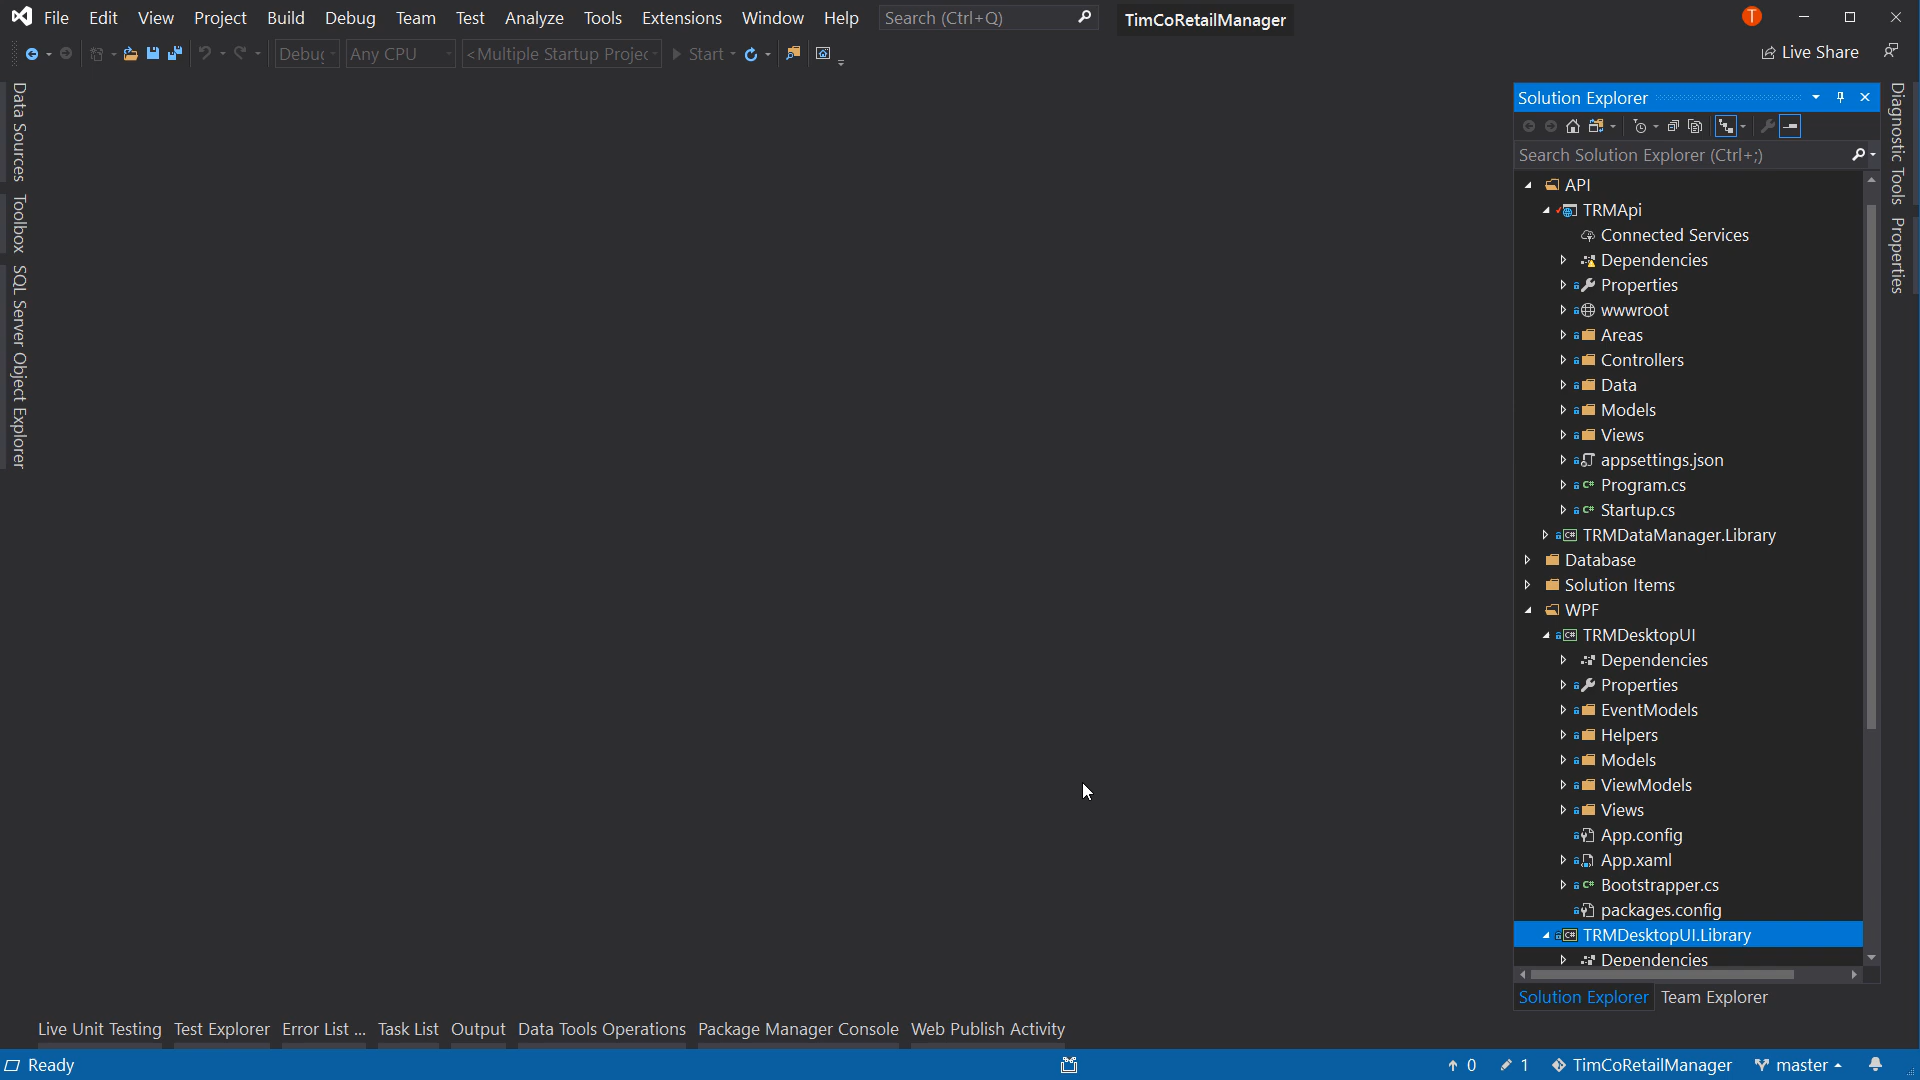 File Edit View Project Build Debug Team Test Analyze Tools Extensions Window Help Search (Ctrl+Q) TimCoRetailManager
Debug Any CPU <Multiple Startup Projec Start Live Share
Data Sources
Toolbox
SQL Server Object Explorer
Solution Explorer
Search Solution Explorer (Ctrl+;)
API
TRMApi
Connected Services
Dependencies
Properties
wwwroot
Areas
Controllers
Data
Models
Views
appsettings.json
Program.cs
Startup.cs
TRMDataManager.Library
Database
Solution Items
WPF
TRMDesktopUI
Dependencies
Properties
EventModels
Helpers
Models
ViewModels
Views
App.config
App.xaml
Bootstrapper.cs
packages.config
TRMDesktopUI.Library
Dependencies
Solution Explorer Team Explorer
Diagnostic Tools
Properties
Live Unit Testing Test Explorer Error List ... Task List Output Data Tools Operations Package Manager Console Web Publish Activity
Ready 0 1 TimCoRetailManager master